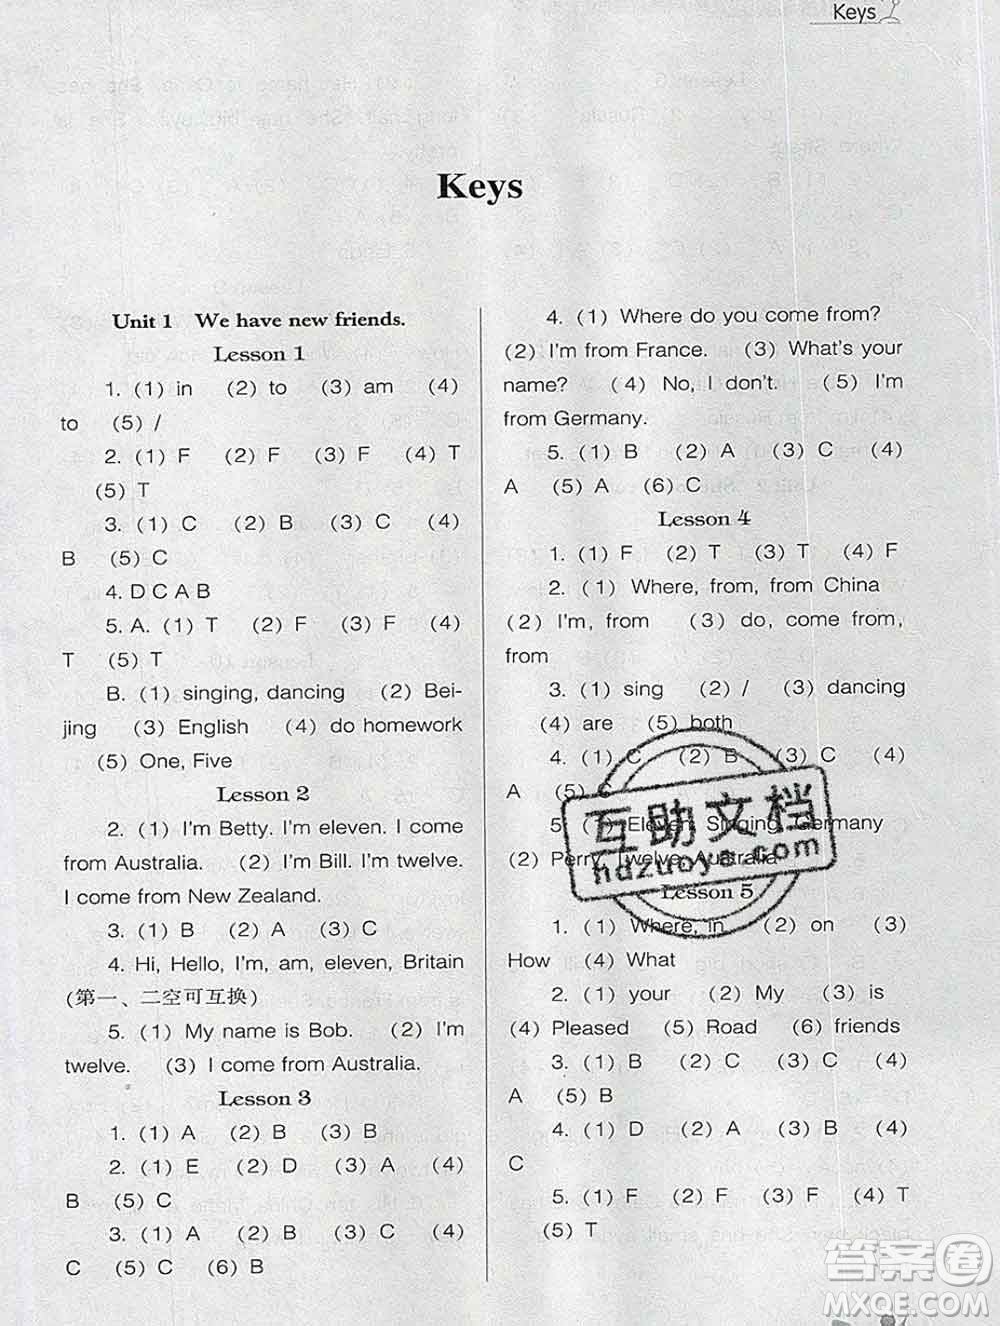 Keys
Keys
Unit 1 We have new friends.
Lesson 1
1. (1) in (2) to (3) am (4)
to (5) /
2. (1) F (2) F (3) F (4) T
(5) T
3. (1) C (2) B (3) C (4)
B (5) C
4. D C A B
5. A. (1) T (2) F (3) F (4)
T (5) T
B. (1) singing, dancing (2) Bei-
jing (3) English (4) do homework
(5) One, Five
Lesson 2
2. (1) I'm Betty. I'm eleven. I come
from Australia. (2) I'm Bill. I'm twelve.
I come from New Zealand.
3. (1) B (2) A (3) C
4. Hi, Hello, I'm, am, eleven, Britain
(第一、二空可互换)
5. (1) My name is Bob. (2) I'm
twelve. (3) I come from Australia.
Lesson 3
1. (1) A (2) B (3) B
2. (1) E (2) D (3) A (4)
B (5) C
3. (1) A (2) B (3) C (4)
C (5) C (6) B
4. (1) Where do you come from?
(2) I'm from France. (3) What's your
name? (4) No, I don't. (5) I'm
from Germany.
5. (1) B (2) A (3) C (4)
A (5) A (6) C
Lesson 4
1. (1) F (2) T (3) T (4) F
2. (1) Where, from, from China
(2) I'm, from (3) do, come from,
from
3. (1) sing (2) / (3) dancing
(4) are (5) both
4. (1) C (2) B (3) C (4)
A (5) C
5. (1) Eleven, Singing, Germany
(2) Perry, Twelve, Australia
Lesson 5
1. (1) Where, in (2) on (3)
How (4) What
2. (1) your (2) My (3) is
(4) Pleased (5) Road (6) friends
3. (1) B (2) C (3) C (4)
A (5) B
4. (1) D (2) A (3) B (4)
C
5. (1) F (2) F (3) F (4) T
(5) T
互助文档
hdzuoye.com
答案圈
MXQE.COM